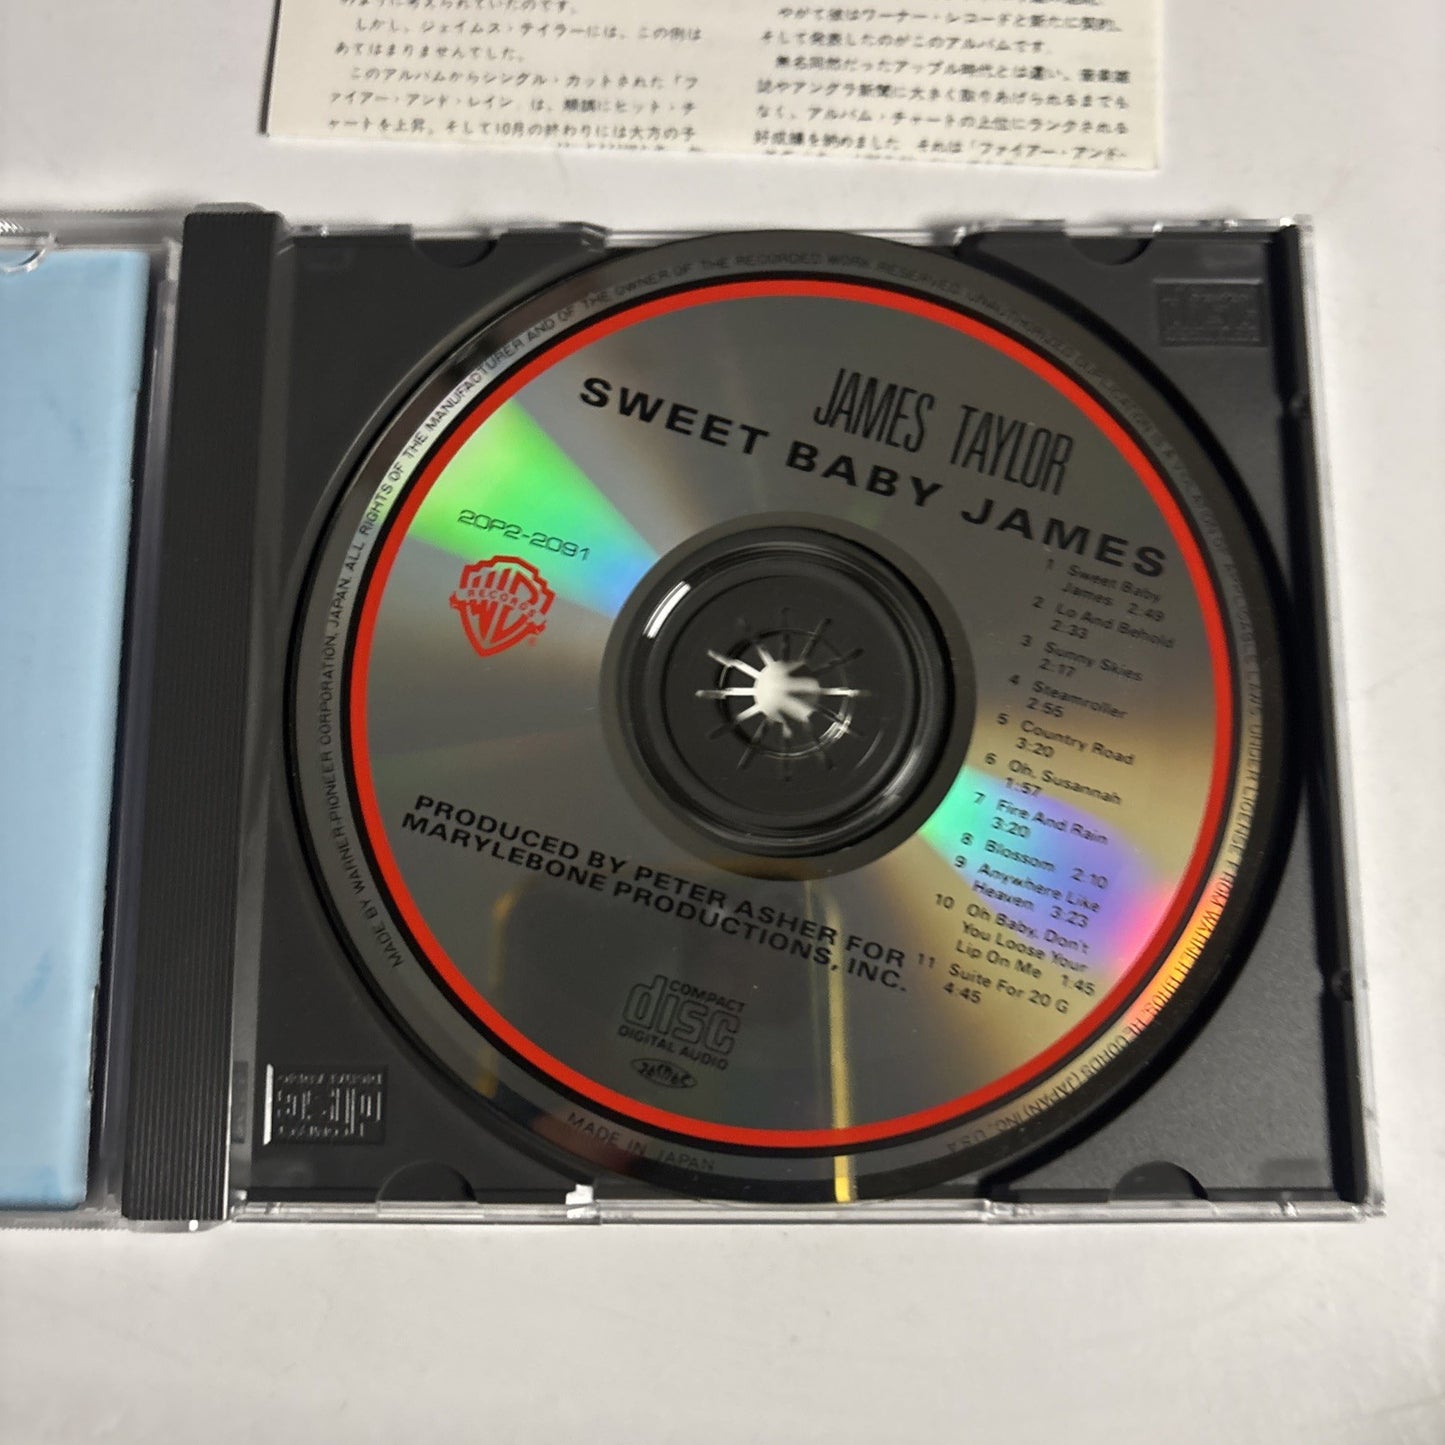 しかし、ジェイムス・テイラーには、この例は
あてはまりませんでした。
このアルバムからシングル・カットされた「フ
ァイアー・アンド・レイン」は、順調にヒット・チ
ャートを上昇。そして10月の終わりには大方の予
やがて彼はワーナー・レコードと新たに契約。
そして発表したのがこのアルバムです。
無名同然だったアップル時代とは違い、音楽雑
誌やアングラ新聞に大きく取りあげられるまでも
なく、アルバム・チャートの上位にランクされる
好成績を納めました それは「ファイアー・アンド・
JAMES TAYLOR
SWEET BABY JAMES
20P2-2091
WB
RECORDS
®
1 Sweet Baby
James 2:49
2 Lo And Behold
2:33
3 Sunny Skies
2:17
4 Steamroller
2:55
5 Country Road
3:20
6 Oh, Susannah
1:57
7 Fire And Rain
3:20
8 Blossom 2:10
9 Anywhere Like
Heaven 3:23
10 Oh Baby, Don't
You Loose Your
Lip On Me 1:45
11 Suite For 20 G
4:45
PRODUCED BY PETER ASHER FOR
MARYLEBONE PRODUCTIONS, INC.
COMPACT
disc
DIGITAL AUDIO
MADE BY WARNER-PIONEER CORPORATION, JAPAN. ALL RIGHTS OF THE MANUFACTURER AND OF THE OWNER OF THE RECORDED WORK RESERVED. UNAUTHORIZED LAWS UNDER LICENSE FROM WARNER BROS. RECORDS (JAPAN) INC., U.S.A.
MADE IN JAPAN
COMPACT
disc
DIGITAL AUDIO